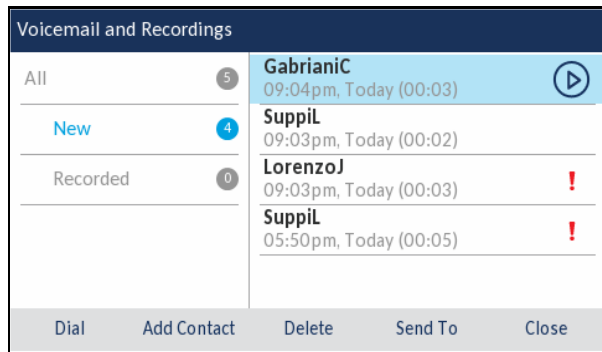 Voicemail and Recordings
All 5
New 4
Recorded 0
GabrianiC
09:04pm, Today (00:03)
SuppiL
09:03pm, Today (00:02)
LorenzoJ
09:03pm, Today (00:03)
!
SuppiL
05:50pm, Today (00:05)
!
Dial Add Contact Delete Send To Close